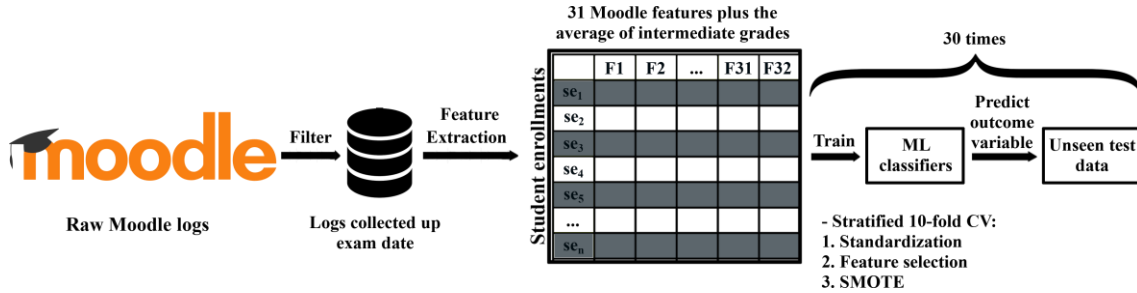 31 Moodle features plus the
average of intermediate grades
30 times
F1 F2 ... F31 F32
Student enrollments
se1
se2
se3
se4
se5
...
sen
moodle
Raw Moodle logs
Filter
Logs collected up
exam date
Feature
Extraction
Train
ML
classifiers
Predict
outcome
variable
Unseen test
data
- Stratified 10-fold CV:
1. Standardization
2. Feature selection
3. SMOTE